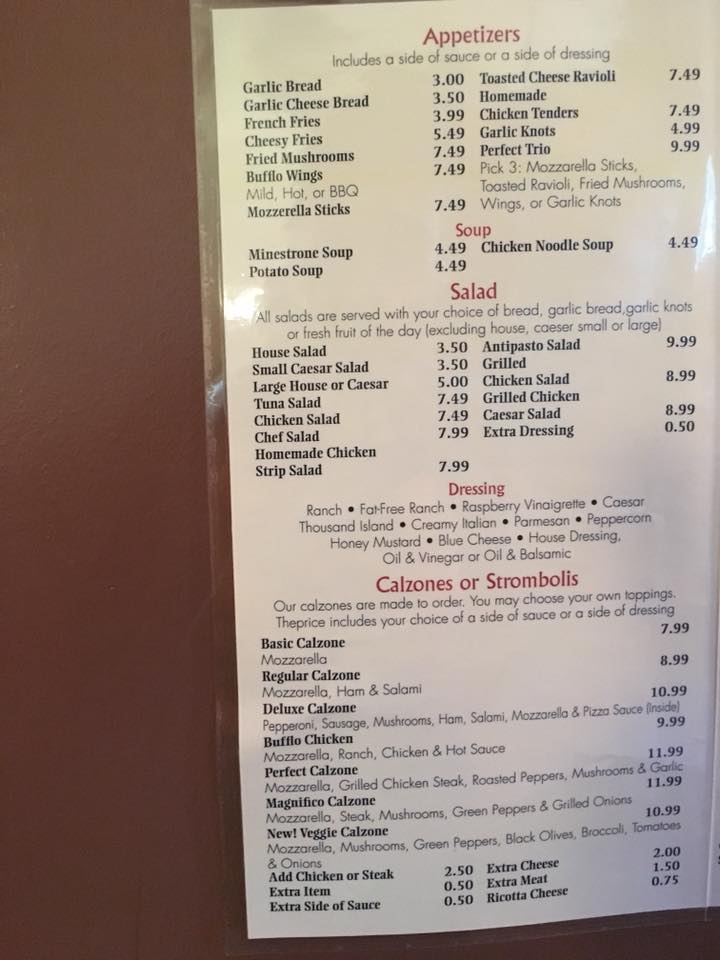 Appetizers
Includes a side of sauce or a side of dressing
Garlic Bread 3.00
Garlic Cheese Bread 3.50
French Fries 3.99
Cheesy Fries 5.49
Fried Mushrooms 7.49
Bufflo Wings 7.49
Mild, Hot, or BBQ
Mozzerella Sticks 7.49
Toasted Cheese Ravioli 7.49
Homemade
Chicken Tenders 7.49
Garlic Knots 4.99
Perfect Trio 9.99
Pick 3: Mozzarella Sticks,
Toasted Ravioli, Fried Mushrooms,
Wings, or Garlic Knots
Soup
Minestrone Soup 4.49
Potato Soup 4.49
Chicken Noodle Soup 4.49
Salad
All salads are served with your choice of bread, garlic bread,garlic knots
or fresh fruit of the day (excluding house, caeser small or large)
House Salad 3.50
Small Caesar Salad 3.50
Large House or Caesar 5.00
Tuna Salad 7.49
Chicken Salad 7.49
Chef Salad 7.99
Homemade Chicken
Strip Salad 7.99
Antipasto Salad 9.99
Grilled
Chicken Salad 8.99
Grilled Chicken
Caesar Salad 8.99
Extra Dressing 0.50
Dressing
Ranch • Fat-Free Ranch • Raspberry Vinaigrette • Caesar
Thousand Island • Creamy Italian • Parmesan • Peppercorn
Honey Mustard • Blue Cheese • House Dressing,
Oil & Vinegar or Oil & Balsamic
Calzones or Strombolis
Our calzones are made to order. You may choose your own toppings.
Theprice includes your choice of a side of sauce or a side of dressing
Basic Calzone 7.99
Mozzarella
Regular Calzone 8.99
Mozzarella, Ham & Salami
Deluxe Calzone 10.99
Pepperoni, Sausage, Mushrooms, Ham, Salami, Mozzarella & Pizza Sauce (Inside)
Bufflo Chicken 9.99
Mozzarella, Ranch, Chicken & Hot Sauce
Perfect Calzone 11.99
Mozzarella, Grilled Chicken Steak, Roasted Peppers, Mushrooms & Garlic
Magnifico Calzone 11.99
Mozzarella, Steak, Mushrooms, Green Peppers & Grilled Onions
New! Veggie Calzone 10.99
Mozzarella, Mushrooms, Green Peppers, Black Olives, Broccoli, Tomatoes
& Onions
Add Chicken or Steak 2.50
Extra Item 0.50
Extra Side of Sauce 0.50
Extra Cheese 2.00
Extra Meat 1.50
Ricotta Cheese 0.75